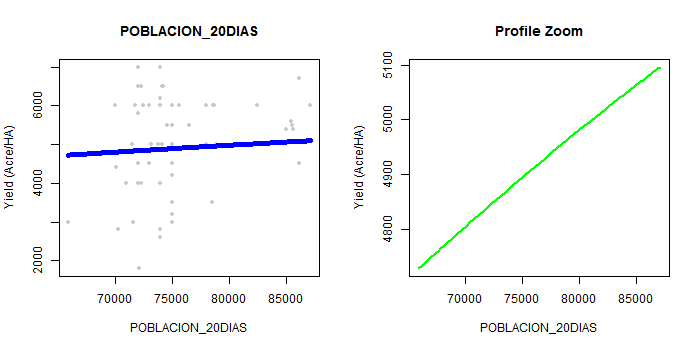 POBLACION_20DIAS
Yield (Acre/HA)
6000
4000
2000
70000 75000 80000 85000
POBLACION_20DIAS
Profile Zoom
Yield (Acre/HA)
5100
5000
4900
4800
70000 75000 80000 85000
POBLACION_20DIAS